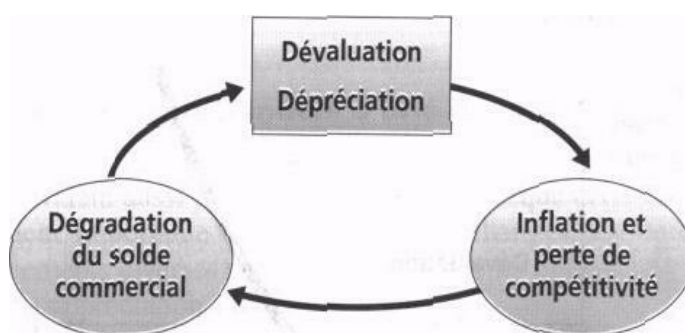 Dévaluation
Dépréciation
Inflation et
perte de
compétitivité
Dégradation
du solde
commercial